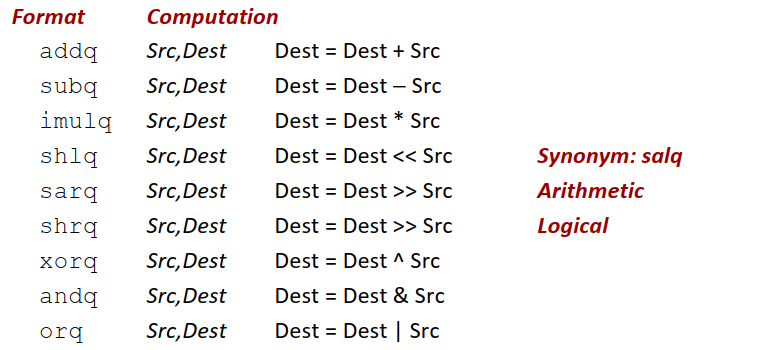 Format Computation
addq Src,Dest Dest = Dest + Src
subq Src,Dest Dest = Dest − Src
imulq Src,Dest Dest = Dest * Src
shlq Src,Dest Dest = Dest << Src Synonym: salq
sarq Src,Dest Dest = Dest >> Src Arithmetic
shrq Src,Dest Dest = Dest >> Src Logical
xorq Src,Dest Dest = Dest ^ Src
andq Src,Dest Dest = Dest & Src
orq Src,Dest Dest = Dest | Src